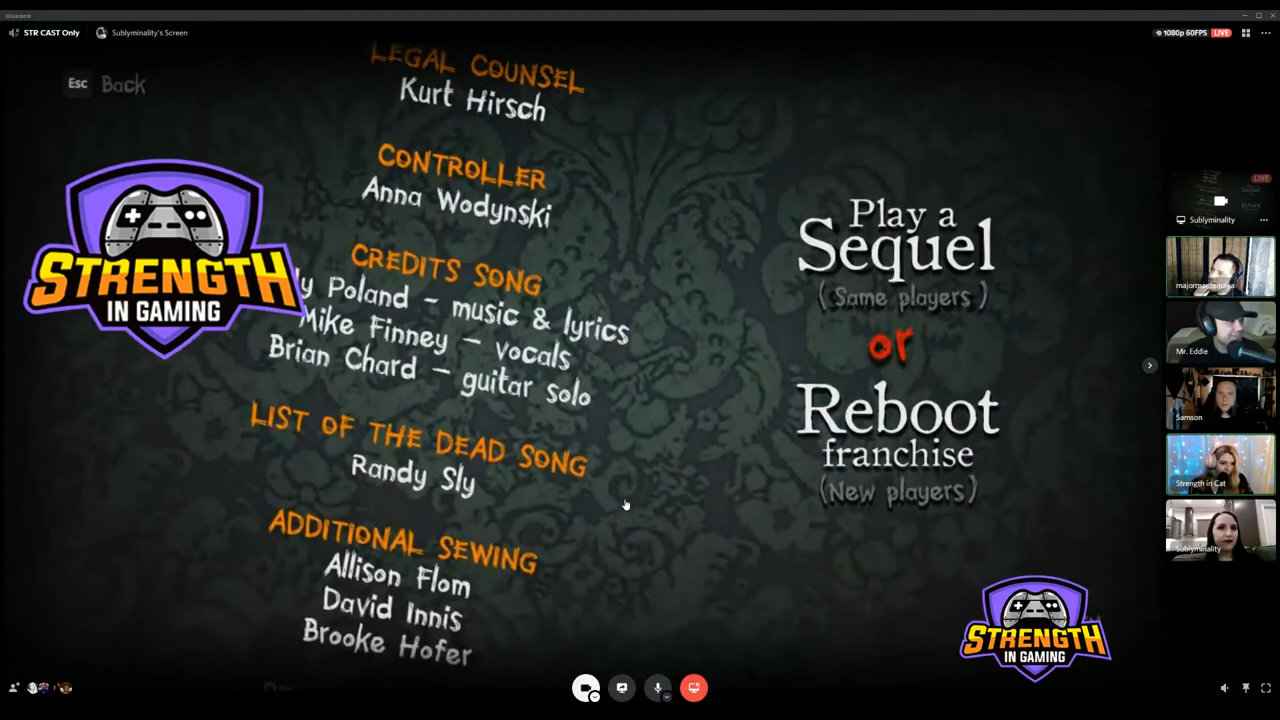 Discord
STR CAST Only
Sublyminality's Screen
1080p 60FPS
LIVE
Esc Back
LEGAL COUNSEL
Kurt Hirsch
CONTROLLER
Anna Wodynski
CREDITS SONG
y Poland – music & lyrics
Mike Finney – vocals
Brian Chard – guitar solo
LIST OF THE DEAD SONG
Randy Sly
ADDITIONAL SEWING
Allison Flom
David Innis
Brooke Hofer
STRENGTH
IN GAMING
Play a
Sequel
(Same players)
or
Reboot
franchise
(New players)
STRENGTH
IN GAMING
LIVE
Sublyminality
Mr. Eddie
Samson
Strength in Cat
Sublyminality